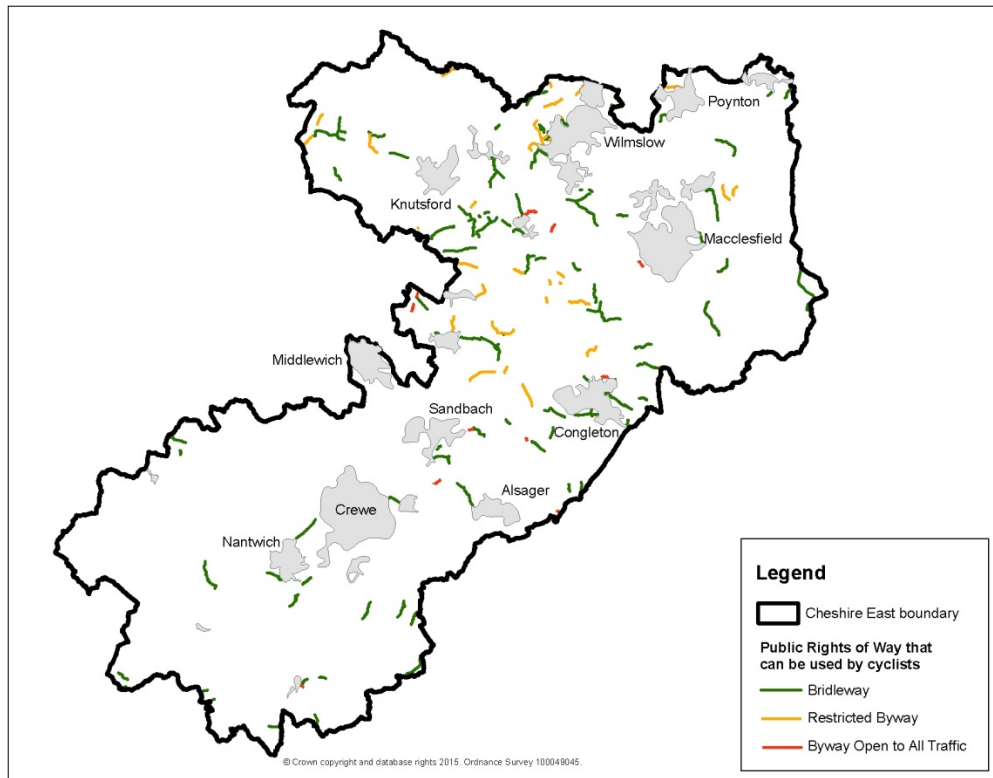 Poynton
Wilmslow
Knutsford
Macclesfield
Middlewich
Sandbach
Congleton
Alsager
Crewe
Nantwich
Legend
Cheshire East boundary
Public Rights of Way that
can be used by cyclists
Bridleway
Restricted Byway
Byway Open to All Traffic
© Crown copyright and database rights 2015. Ordnance Survey 100049045.